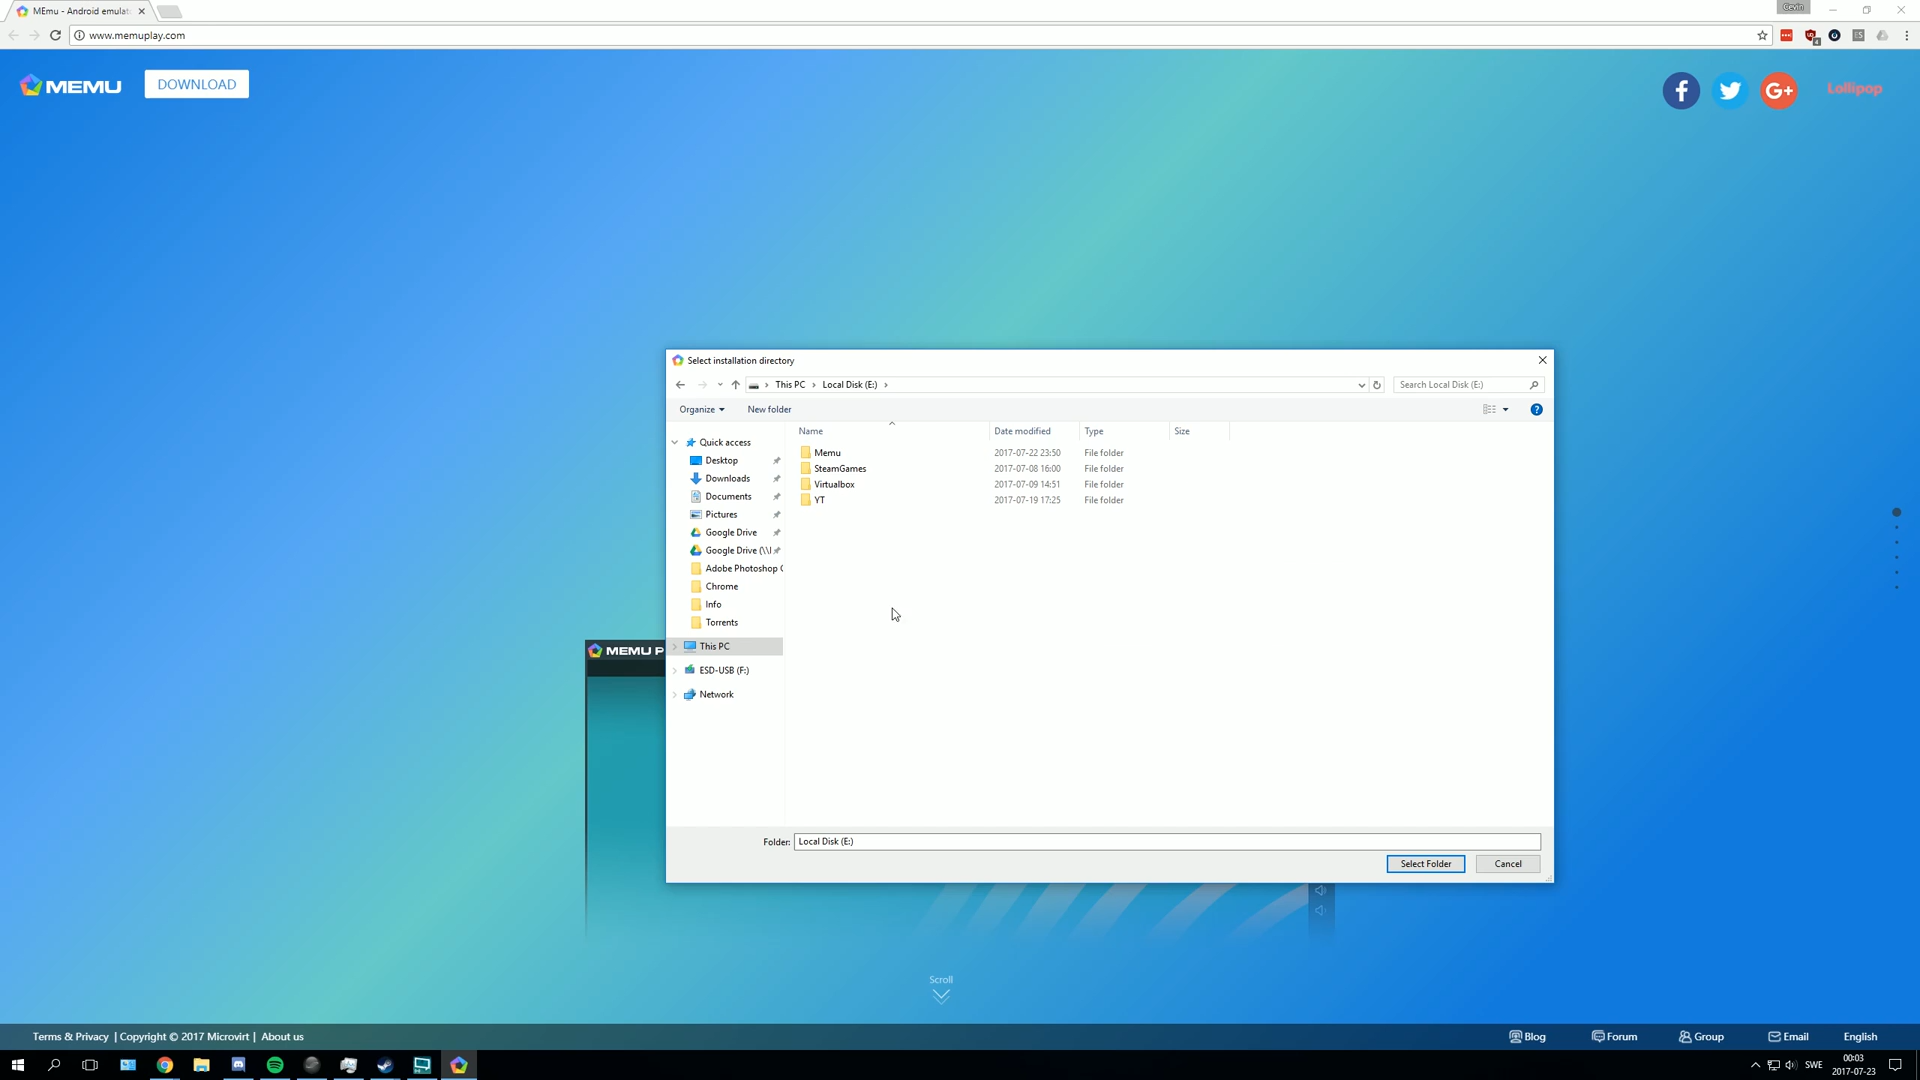 MEmu - Android emulat
Cevin
www.memuplay.com
MEMU
DOWNLOAD
Lollipop
Select installation directory
This PC
Local Disk (E:)
Search Local Disk (E:)
Organize
New folder
Name
Date modified
Type
Size
Memu
2017-07-22 23:50
File folder
SteamGames
2017-07-08 16:00
File folder
Virtualbox
2017-07-09 14:51
File folder
YT
2017-07-19 17:25
File folder
Quick access
Desktop
Downloads
Documents
Pictures
Google Drive
Google Drive (\\l
Adobe Photoshop C
Chrome
Info
Torrents
This PC
ESD-USB (F:)
Network
MEMU P
Folder:
Local Disk (E:)
Select Folder
Cancel
Scroll
Terms & Privacy | Copyright © 2017 Microvirt | About us
Blog
Forum
Group
Email
English
SWE
00:03
2017-07-23